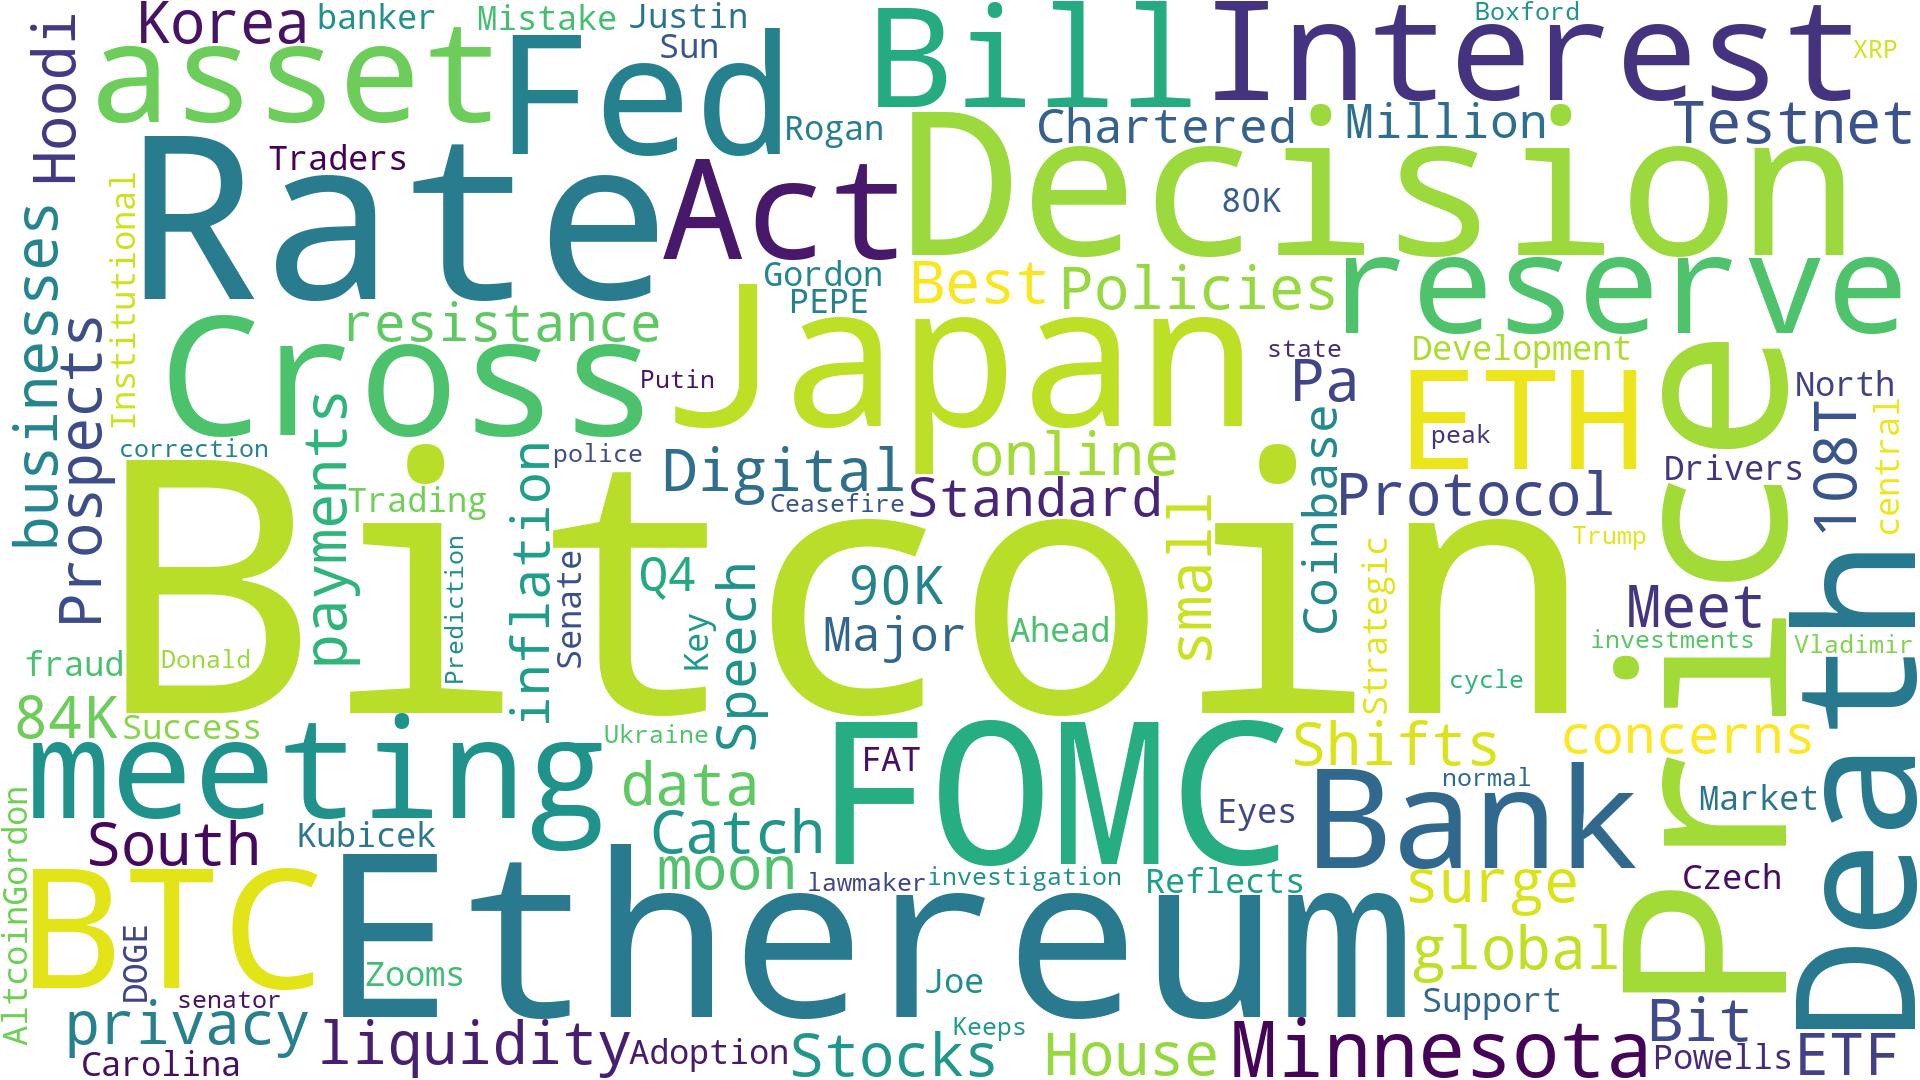 Hoodi
Korea
banker
Mistake
Justin
Sun
Boxford
XRP
asset
Fed
Bill
Interest
Rogan
Chartered
Million
Testnet
Traders
Rate
Act
Decision
80K
Institutional
businesses
Gordon
PEPE
Best
Policies
reserve
resistance
Cross
Japan
Putin
state
Pa
Development
North
Prospects
ETH
peak
correction
payments
police
Digital
online
Coinbase
Drivers
108T
central
Trading
Ceasefire
Standard
Protocol
Bitcoin
Prediction
inflation
Senate
Q4
90K
small
Trump
Strategic
Key
Speech
Major
Ahead
Meet
investments
Vladimir
fraud
Donald
cycle
84K
Success
Ukraine
Price
Death
meeting
FOMC
FAT
Shifts
concerns
data
normal
Eyes
Bank
Market
South
Kubicek
Catch
moon
lawmaker
investigation
Reflects
surge
Czech
AltcoinGordon
BTC
Ethereum
DOGE
Zooms
Joe
global
senator
Support
privacy
Bit
Carolina
liquidity
Adoption
Keeps
Stocks
House
Minnesota
Powells
ETF